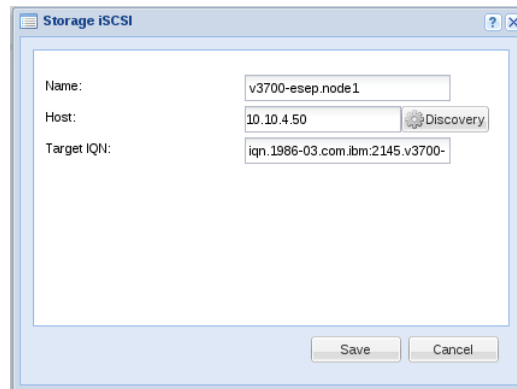 Storage iSCSI
Name: v3700-esep.node1
Host: 10.10.4.50 Discovery
Target IQN: iqn.1986-03.com.ibm:2145.v3700-
Save Cancel